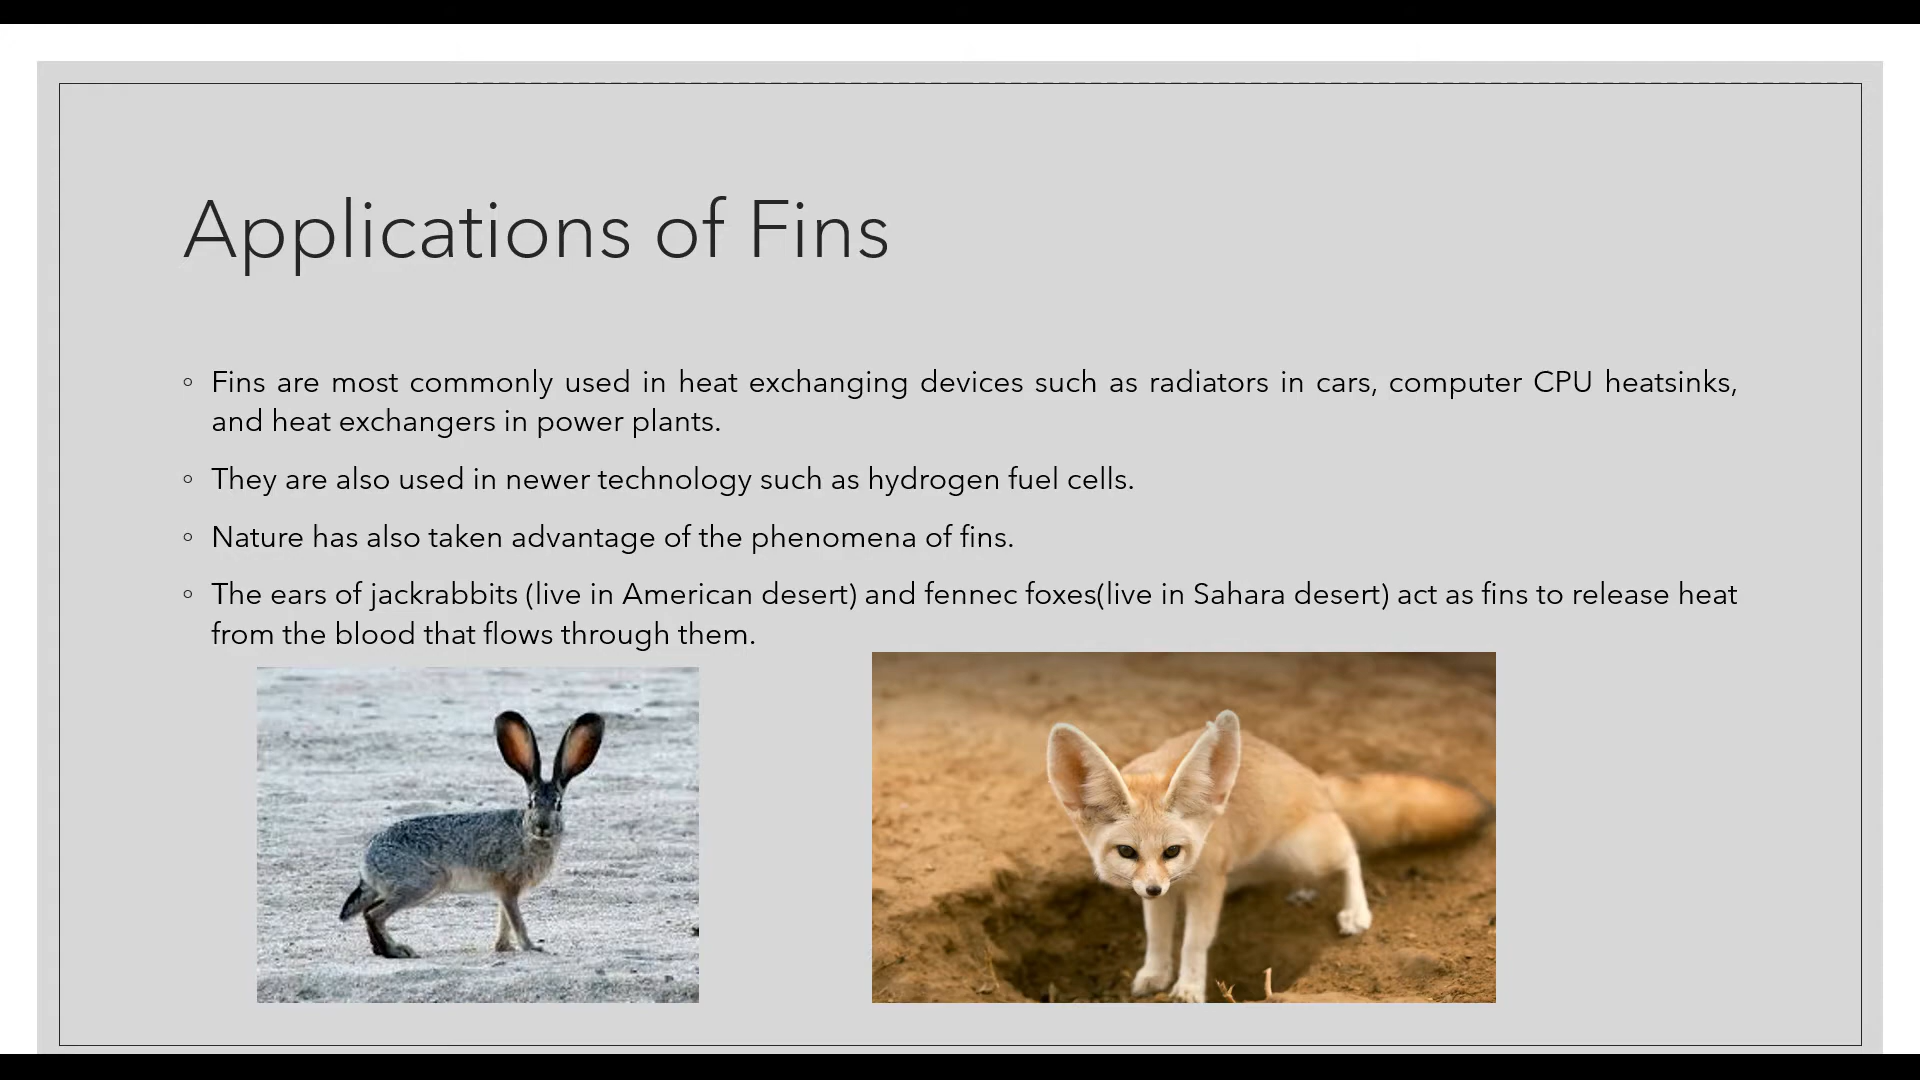 Applications of Fins
◦ Fins are most commonly used in heat exchanging devices such as radiators in cars, computer CPU heatsinks,
and heat exchangers in power plants.
◦ They are also used in newer technology such as hydrogen fuel cells.
◦ Nature has also taken advantage of the phenomena of fins.
◦ The ears of jackrabbits (live in American desert) and fennec foxes(live in Sahara desert) act as fins to release heat
from the blood that flows through them.